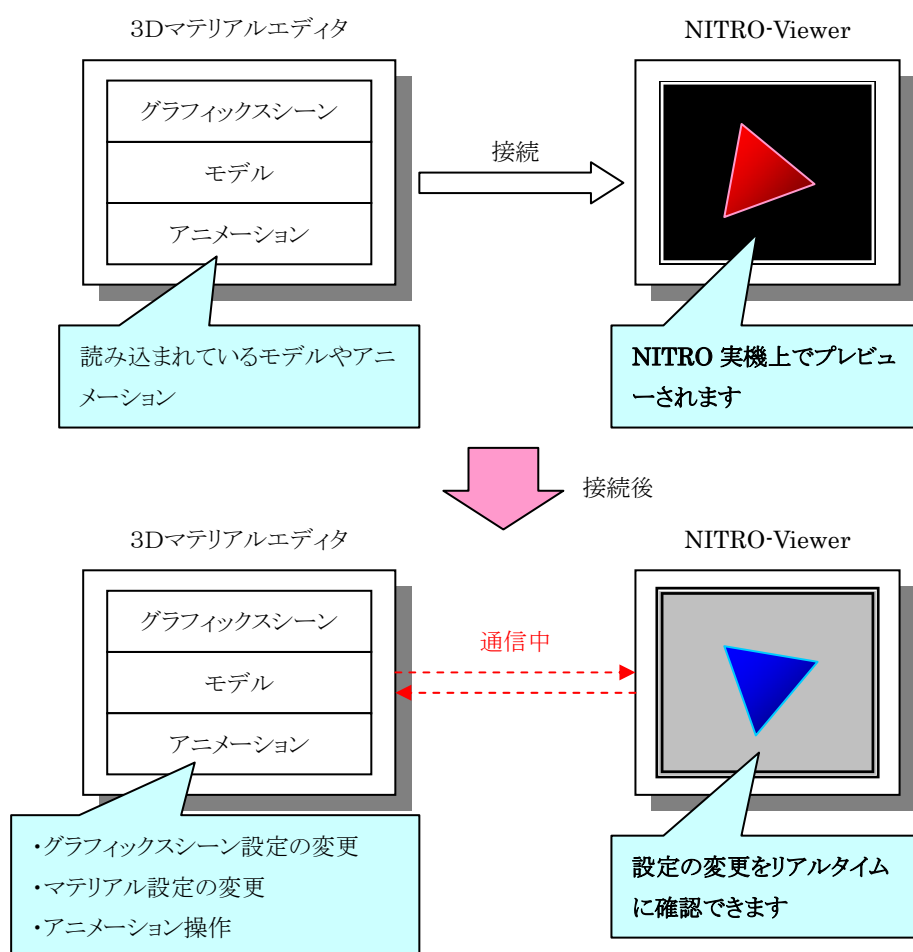 3Dマテリアルエディタ
NITRO-Viewer
グラフィックスシーン
モデル
アニメーション
接続
読み込まれているモデルやアニ
メーション
NITRO 実機上でプレビュ
ーされます
接続後
3Dマテリアルエディタ
NITRO-Viewer
グラフィックスシーン
モデル
アニメーション
通信中
・グラフィックスシーン設定の変更
・マテリアル設定の変更
・アニメーション操作
設定の変更をリアルタイム
に確認できます